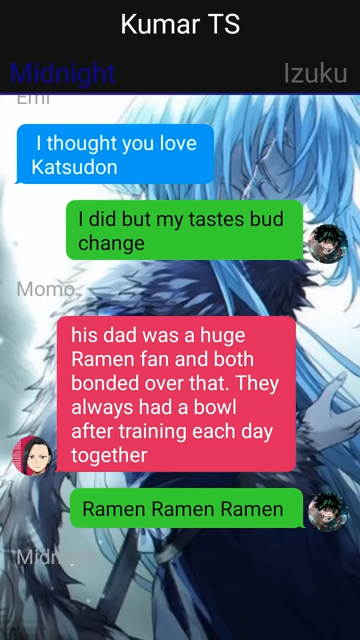 Kumar TS
Midnight Izuku
Emi
I thought you love
Katsudon
I did but my tastes bud
change
Momo
his dad was a huge
Ramen fan and both
bonded over that. They
always had a bowl
after training each day
together
Ramen Ramen Ramen